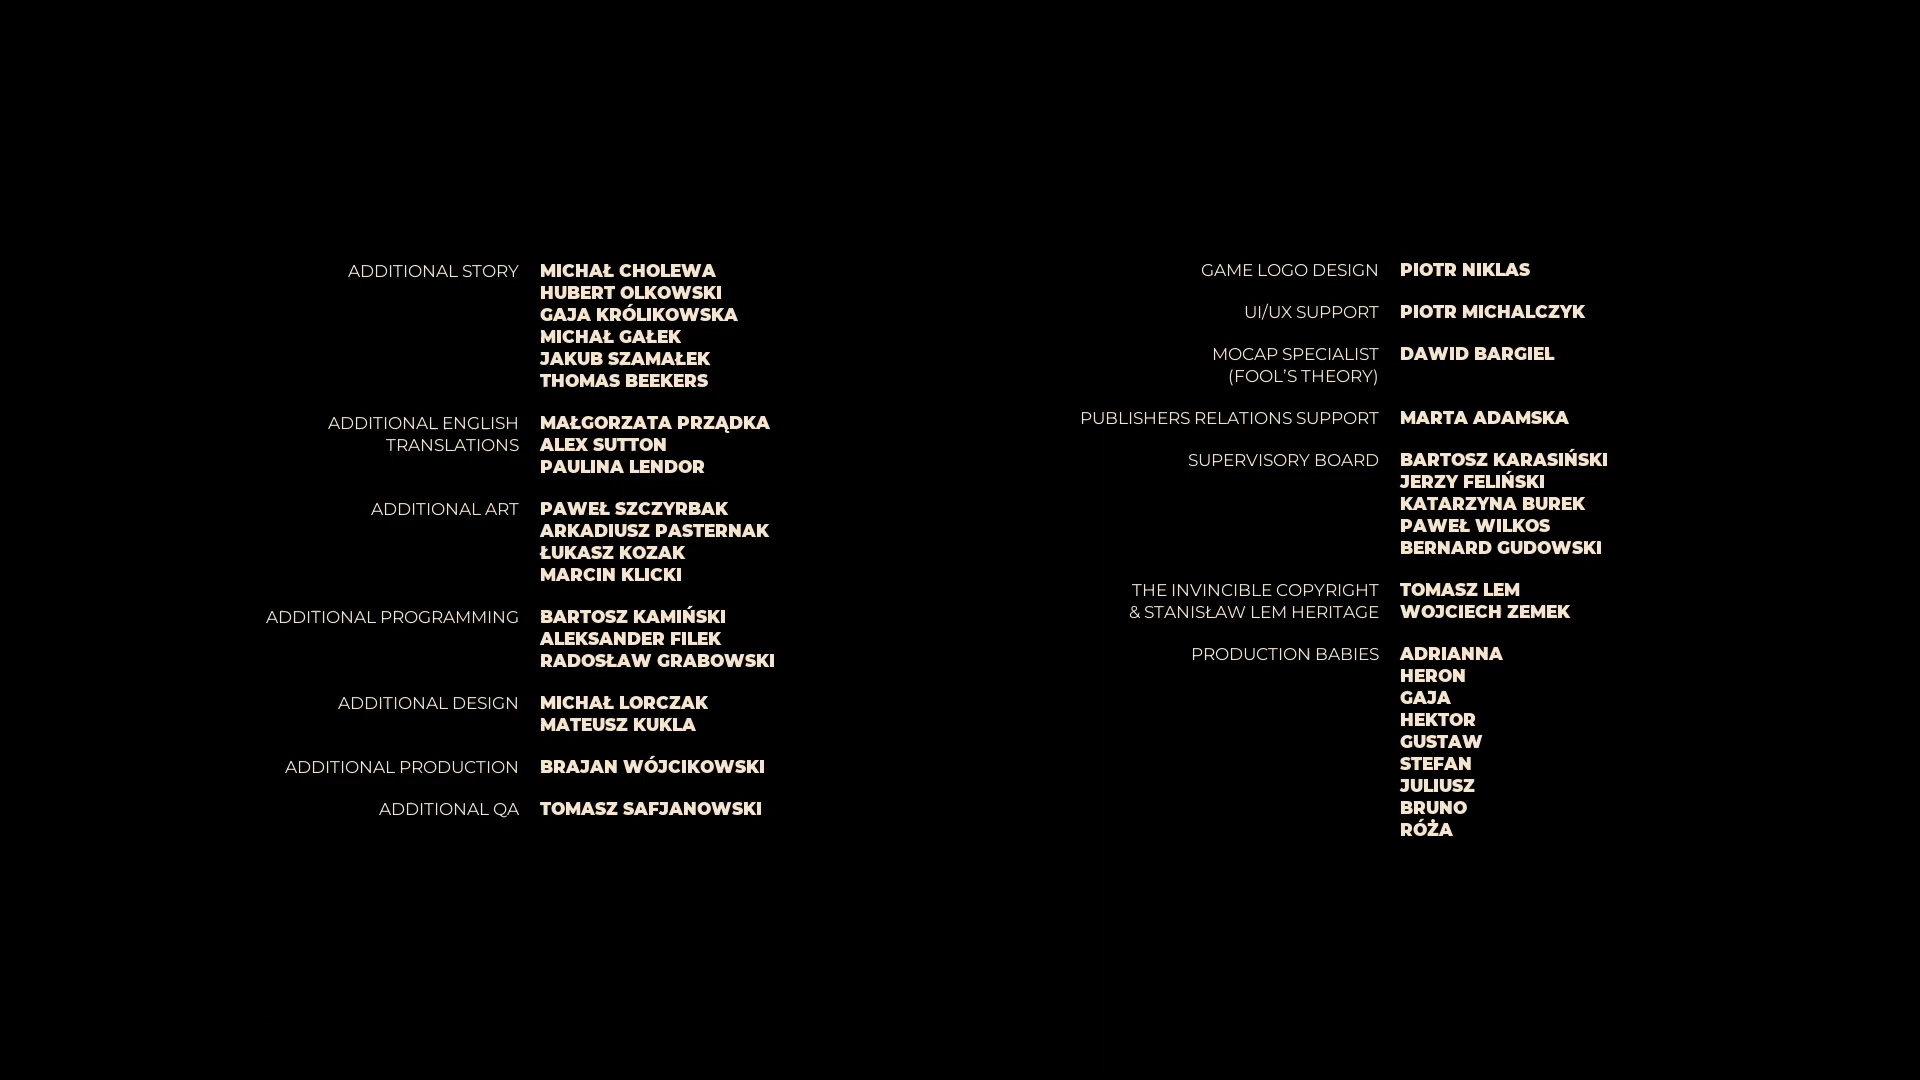 ADDITIONAL STORY MICHAŁ CHOLEWA
HUBERT OLKOWSKI
GAJA KRÓLIKOWSKA
MICHAŁ GAŁEK
JAKUB SZAMAŁEK
THOMAS BEEKERS
ADDITIONAL ENGLISH MAŁGORZATA PRZĄDKA
TRANSLATIONS ALEX SUTTON
PAULINA LENDOR
ADDITIONAL ART PAWEŁ SZCZYRBAK
ARKADIUSZ PASTERNAK
ŁUKASZ KOZAK
MARCIN KLICKI
ADDITIONAL PROGRAMMING BARTOSZ KAMIŃSKI
ALEKSANDER FILEK
RADOSŁAW GRABOWSKI
ADDITIONAL DESIGN MICHAŁ LORCZAK
MATEUSZ KUKLA
ADDITIONAL PRODUCTION BRAJAN WÓJCIKOWSKI
ADDITIONAL QA TOMASZ SAFJANOWSKI
GAME LOGO DESIGN PIOTR NIKLAS
UI/UX SUPPORT PIOTR MICHALCZYK
MOCAP SPECIALIST DAWID BARGIEL
(FOOL'S THEORY)
PUBLISHERS RELATIONS SUPPORT MARTA ADAMSKA
SUPERVISORY BOARD BARTOSZ KARASIŃSKI
JERZY FELIŃSKI
KATARZYNA BUREK
PAWEŁ WILKOS
BERNARD GUDOWSKI
THE INVINCIBLE COPYRIGHT TOMASZ LEM
& STANISŁAW LEM HERITAGE WOJCIECH ZEMEK
PRODUCTION BABIES ADRIANNA
HERON
GAJA
HEKTOR
GUSTAW
STEFAN
JULIUSZ
BRUNO
RÓŻA